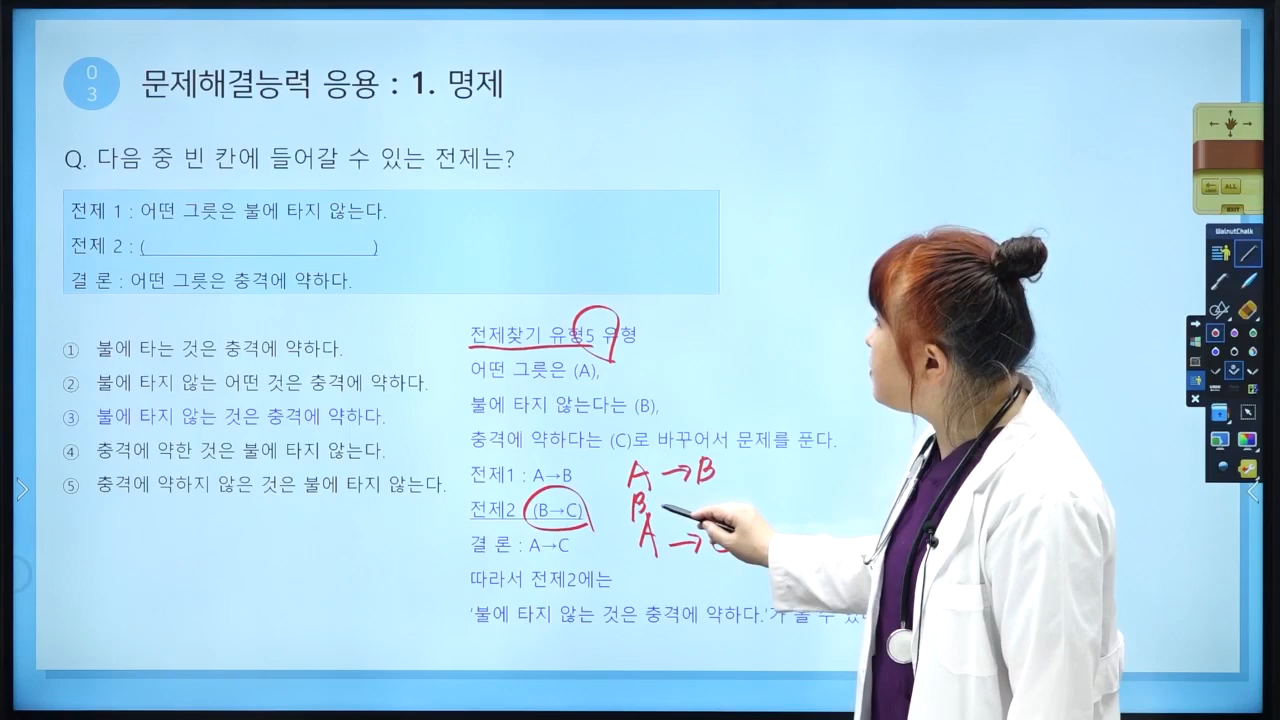 0
3
문제해결능력 응용 : 1. 명제
Q. 다음 중 빈 칸에 들어갈 수 있는 전제는?
전제 1 : 어떤 그릇은 불에 타지 않는다.
전제 2 : ( )
결 론 : 어떤 그릇은 충격에 약하다.
① 불에 타는 것은 충격에 약하다.
② 불에 타지 않는 어떤 것은 충격에 약하다.
③ 불에 타지 않는 것은 충격에 약하다.
④ 충격에 약한 것은 불에 타지 않는다.
⑤ 충격에 약하지 않은 것은 불에 타지 않는다.
전제찾기 유형5 유형
어떤 그릇은 (A),
불에 타지 않는다는 (B),
충격에 약하다는 (C)로 바꾸어서 문제를 푼다.
전제1 : A→B
전제2 (B→C)
결 론 : A→C
따라서 전제2에는
'불에 타지 않는 것은 충격에 약하다.'가 올 수 있
A → B
B
A →
ALL
EXIT
WalnutChalk